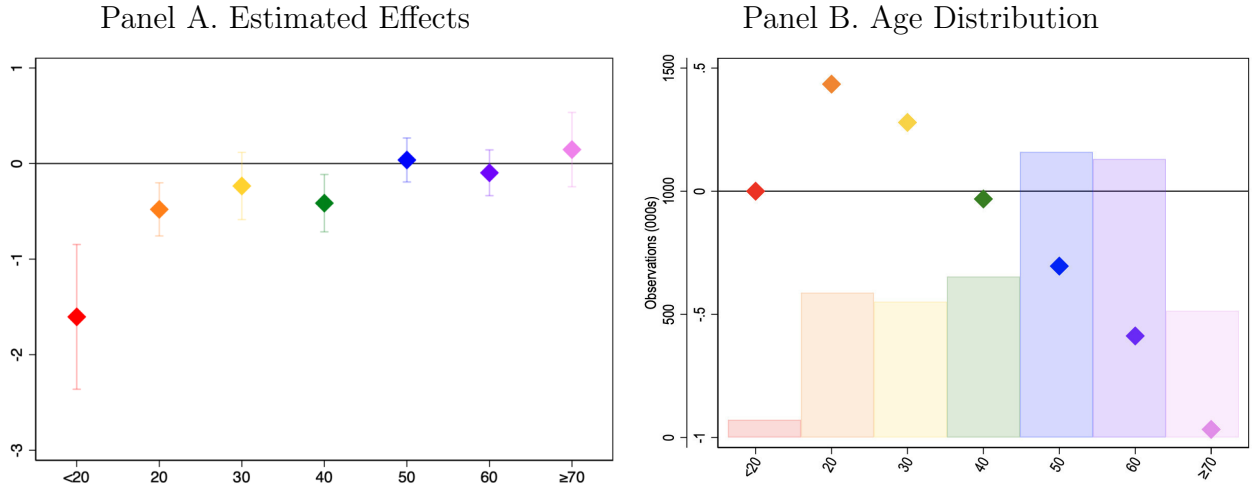 Panel A. Estimated Effects
1
0
-1
-2
-3
<20 20 30 40 50 60 ≥70
Panel B. Age Distribution
Observations (000s)
1500
1000
500
0
.5
0
-.5
-1
<20 20 30 40 50 60 ≥70